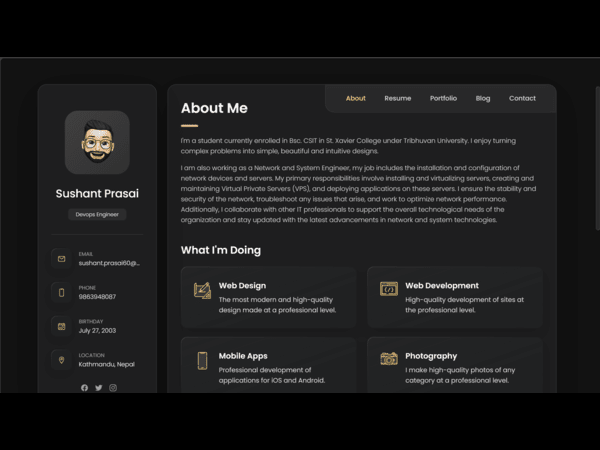 About
Resume
Portfolio
Blog
Contact
Sushant Prasai
Devops Engineer
EMAIL
sushant.prasai60@...
PHONE
9863948087
BIRTHDAY
July 27, 2003
LOCATION
Kathmandu, Nepal
About Me
I'm a student currently enrolled in Bsc. CSIT in St. Xavier College under Tribhuvan University. I enjoy turning
complex problems into simple, beautiful and intuitive designs.
I am also working as a Network and System Engineer, my job includes the installation and configuration of
network devices and servers. My primary responsibilities involve installing and virtualizing servers, creating and
maintaining Virtual Private Servers (VPS), and deploying applications on these servers. I ensure the stability and
security of the network, troubleshoot any issues that arise, and work to optimize network performance.
Additionally, I collaborate with other IT professionals to support the overall technological needs of the
organization and stay updated with the latest advancements in network and system technologies.
What I'm Doing
Web Design
The most modern and high-quality
design made at a professional level.
Web Development
High-quality development of sites at
the professional level.
Mobile Apps
Professional development of
applications for iOS and Android.
Photography
I make high-quality photos of any
category at a professional level.